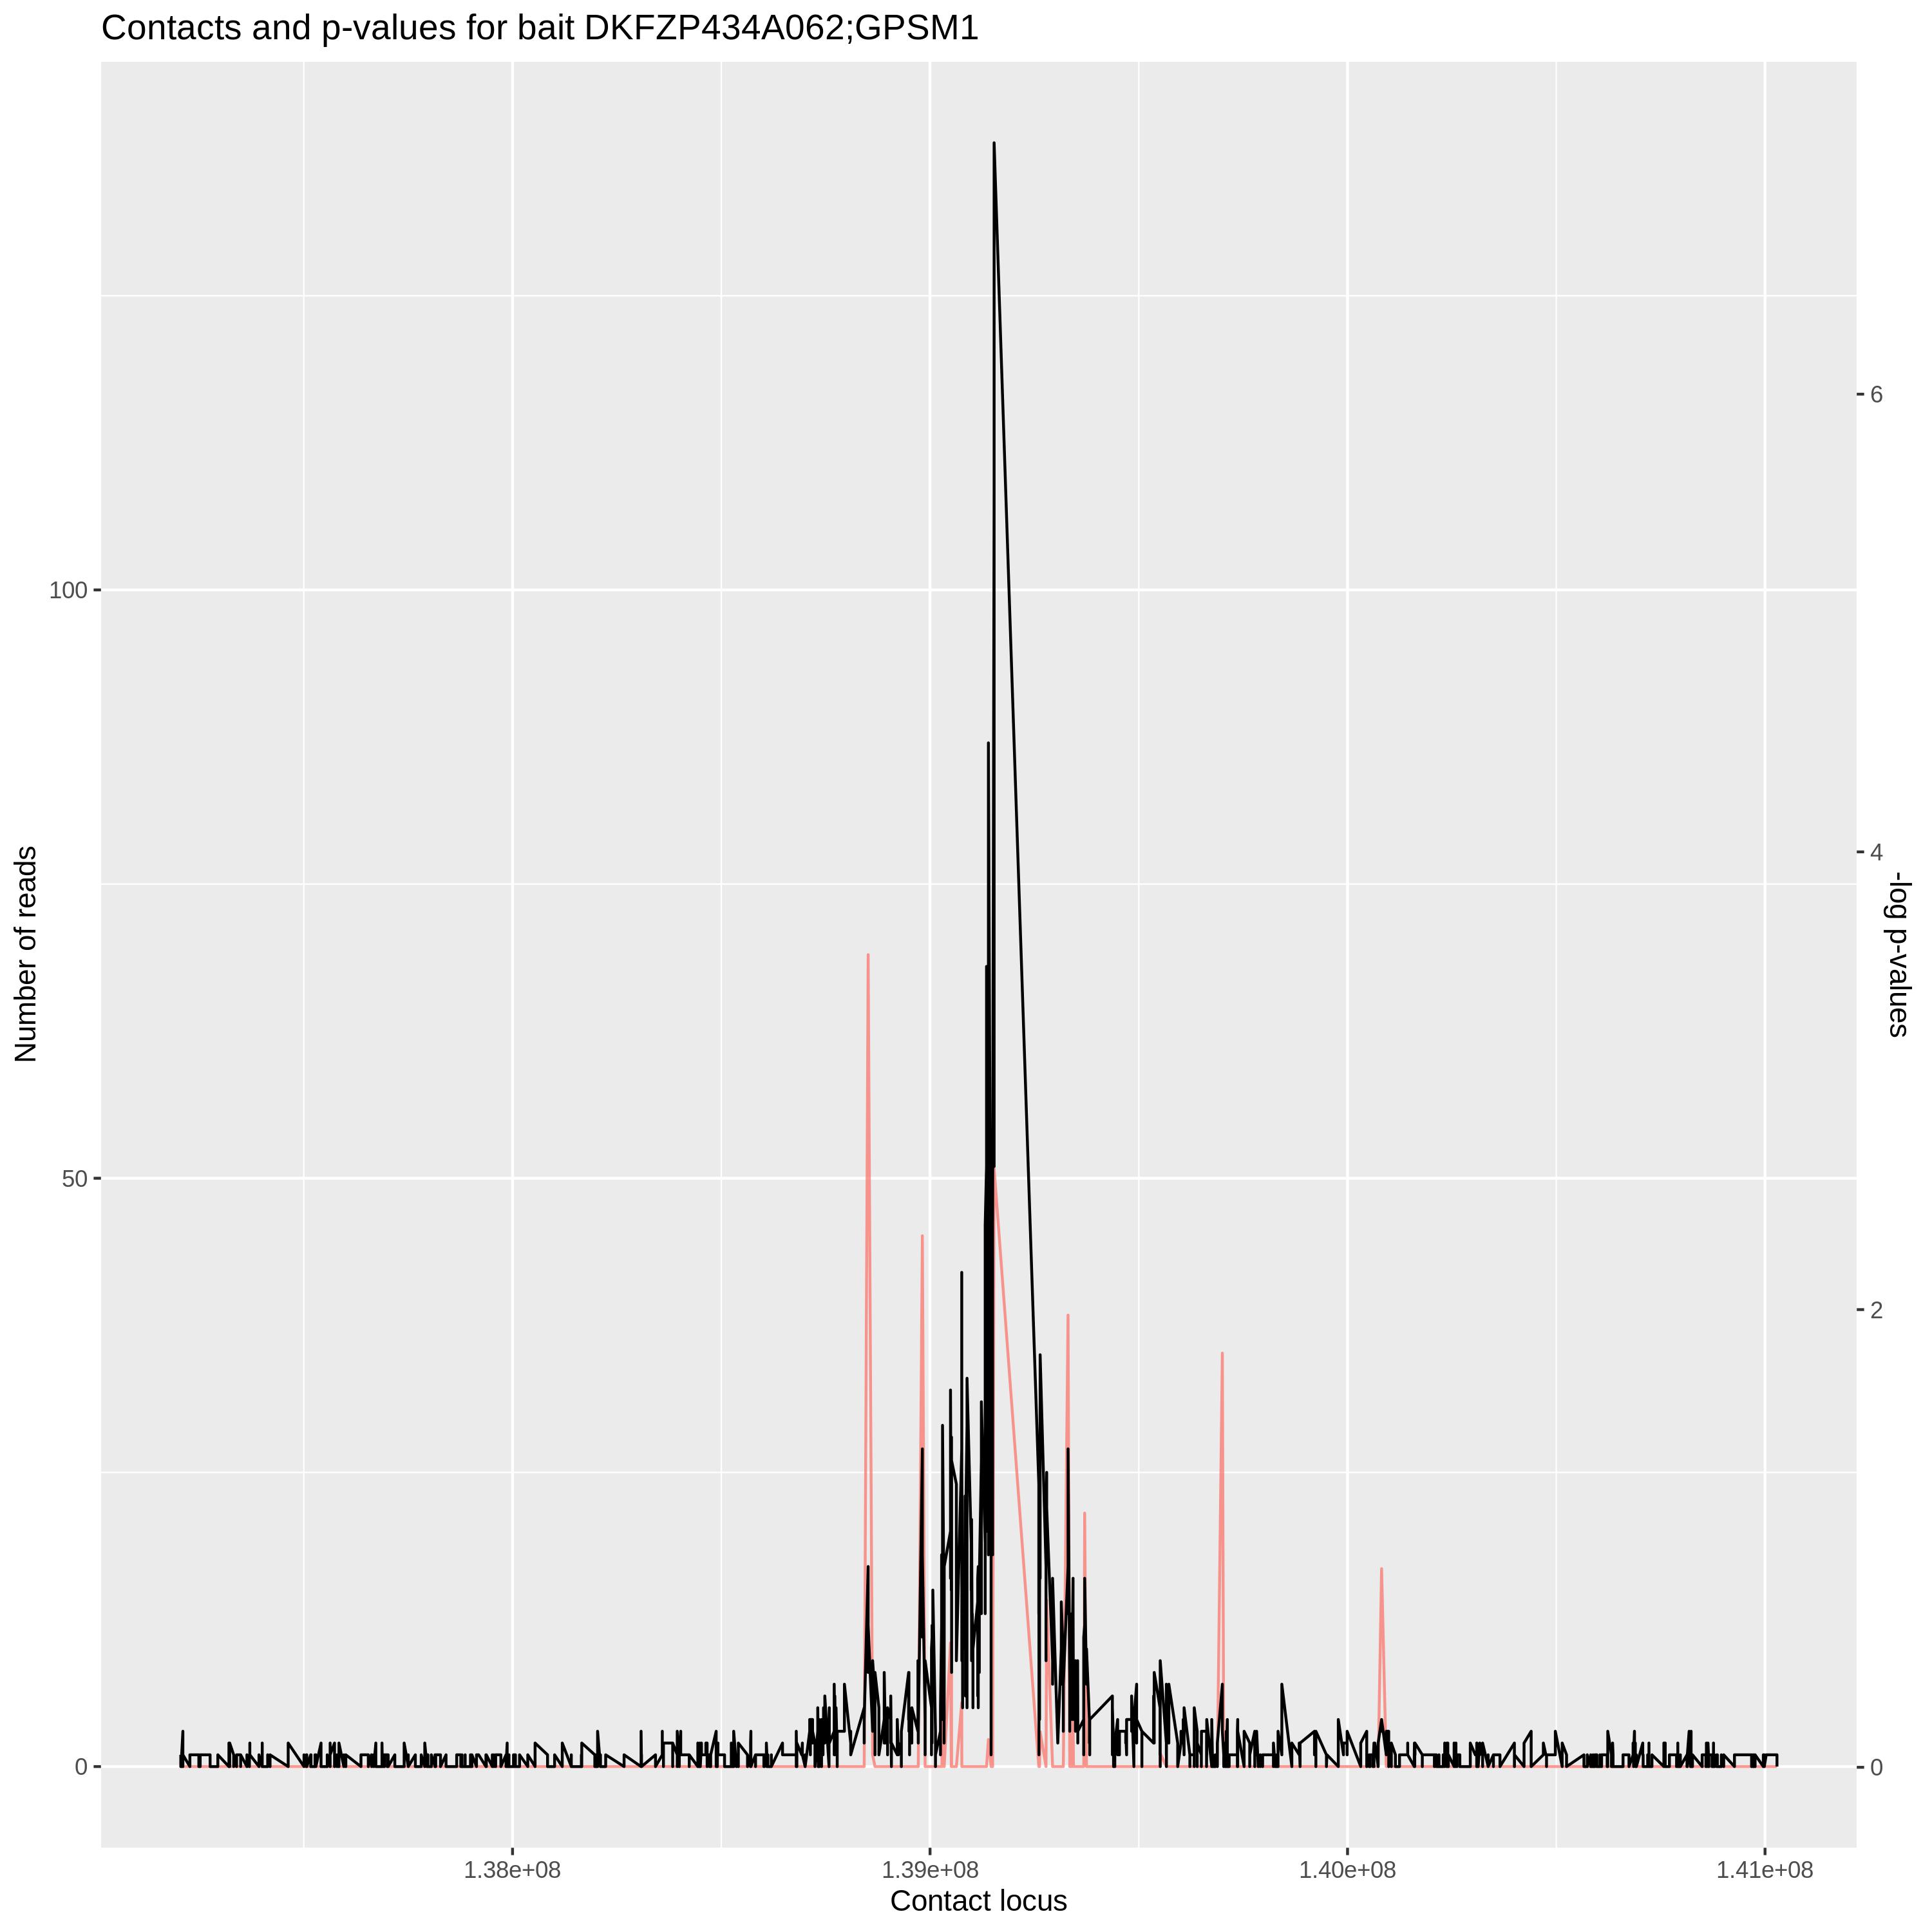 Contacts and p-values for bait DKFZP434A062;GPSM1
Number of reads
100
50
0
6
4
2
0
-log p-values
1.38e+08
1.39e+08
1.40e+08
1.41e+08
Contact locus